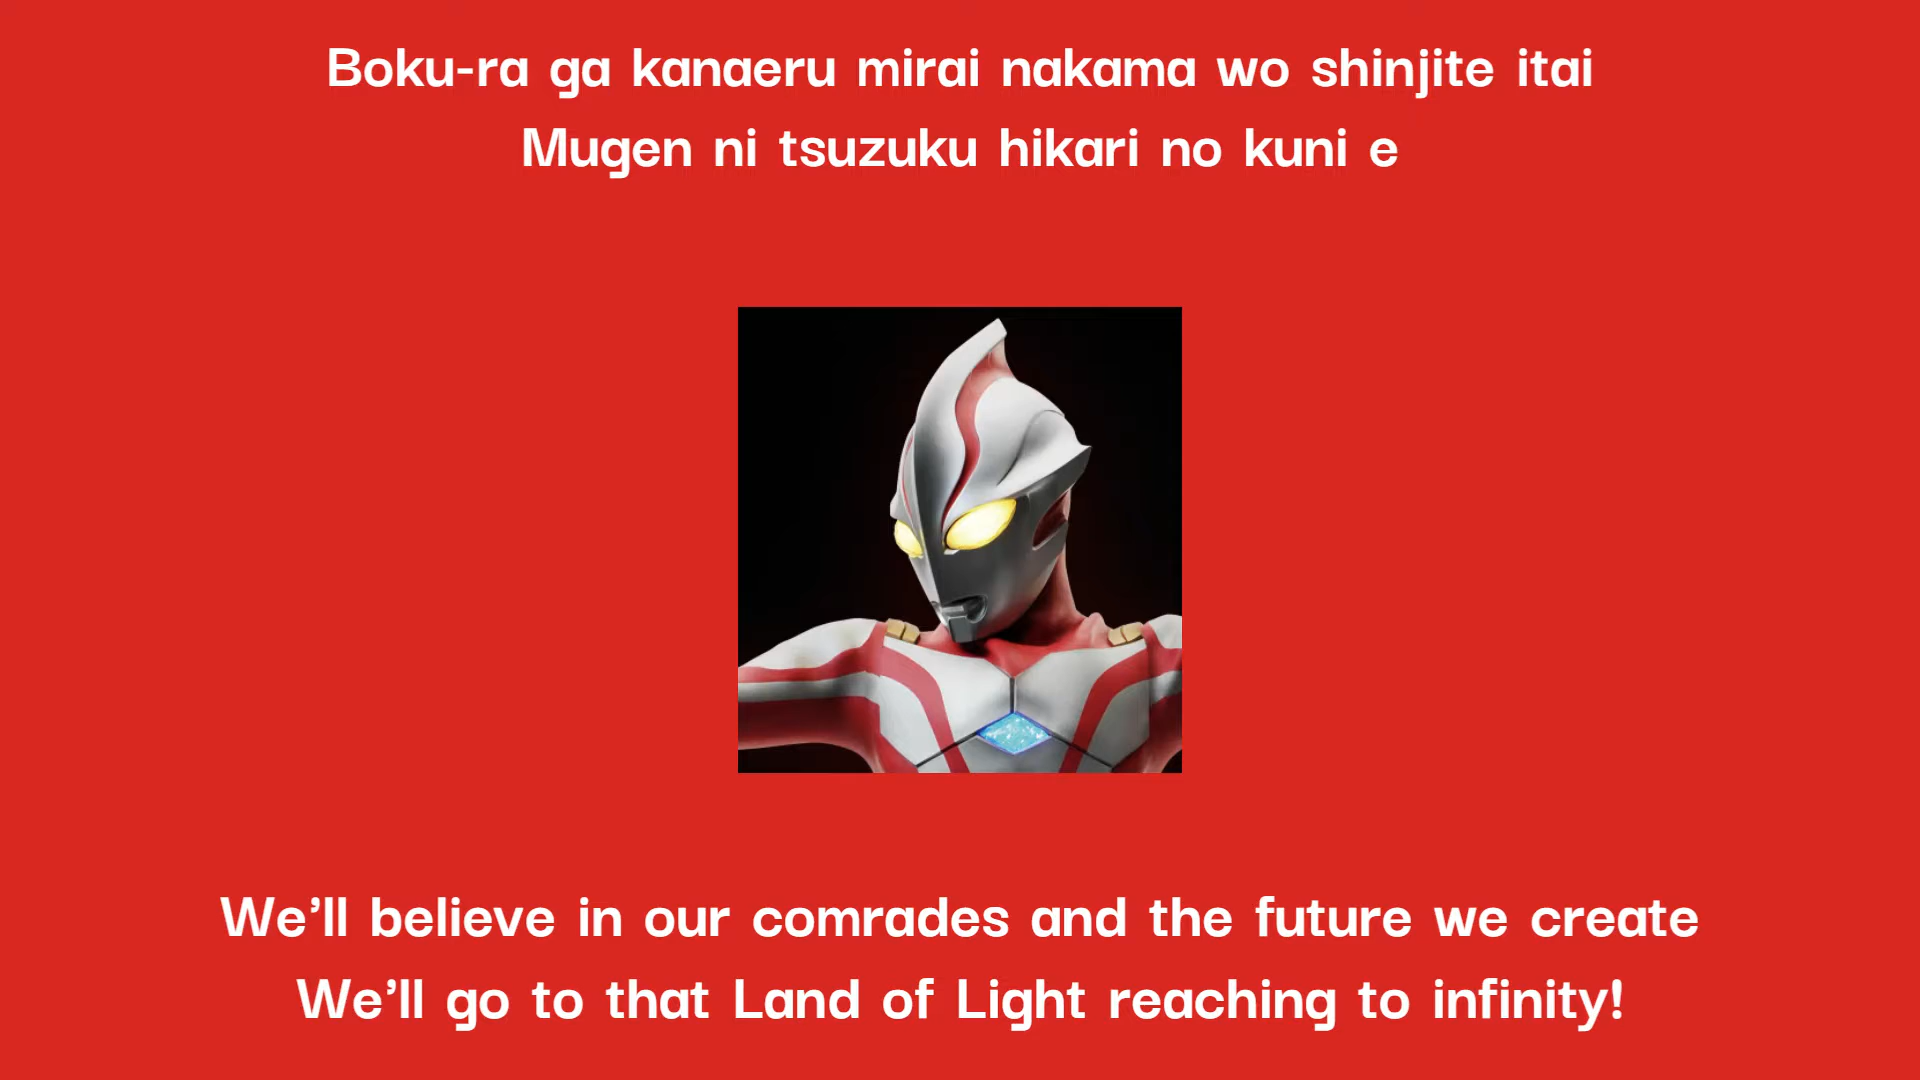 Boku-ra ga kanaeru mirai nakama wo shinjite itai
Mugen ni tsuzuku hikari no kuni e
We'll believe in our comrades and the future we create
We'll go to that Land of Light reaching to infinity!